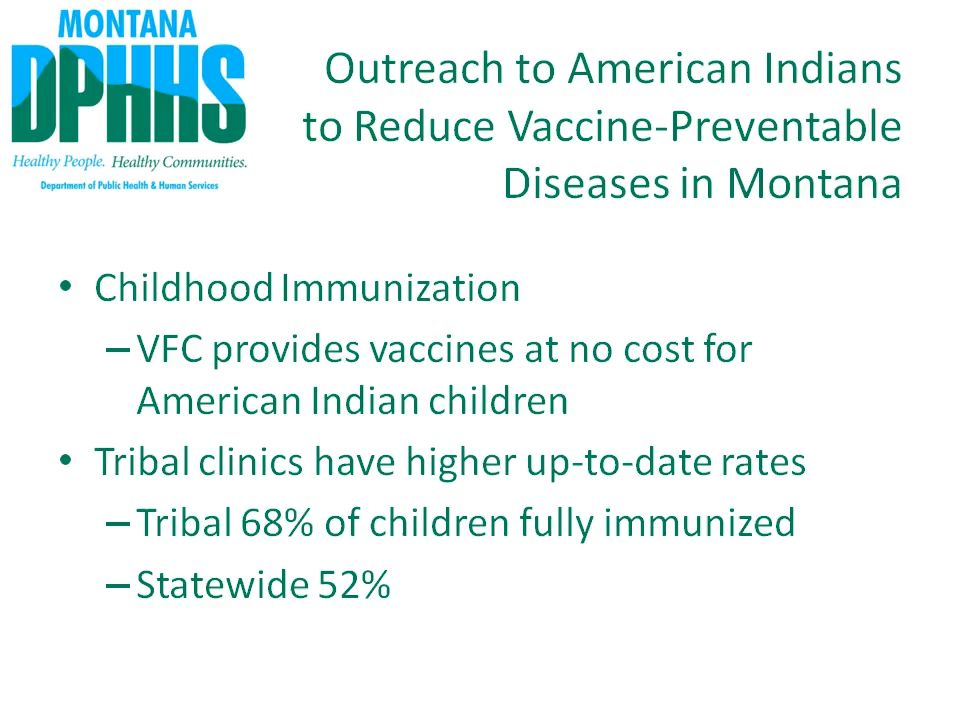 MONTANA
DPHHS
Healthy People. Healthy Communities.
Department of Public Health & Human Services
Outreach to American Indians
to Reduce Vaccine-Preventable
Diseases in Montana
• Childhood Immunization
– VFC provides vaccines at no cost for
American Indian children
• Tribal clinics have higher up-to-date rates
– Tribal 68% of children fully immunized
– Statewide 52%